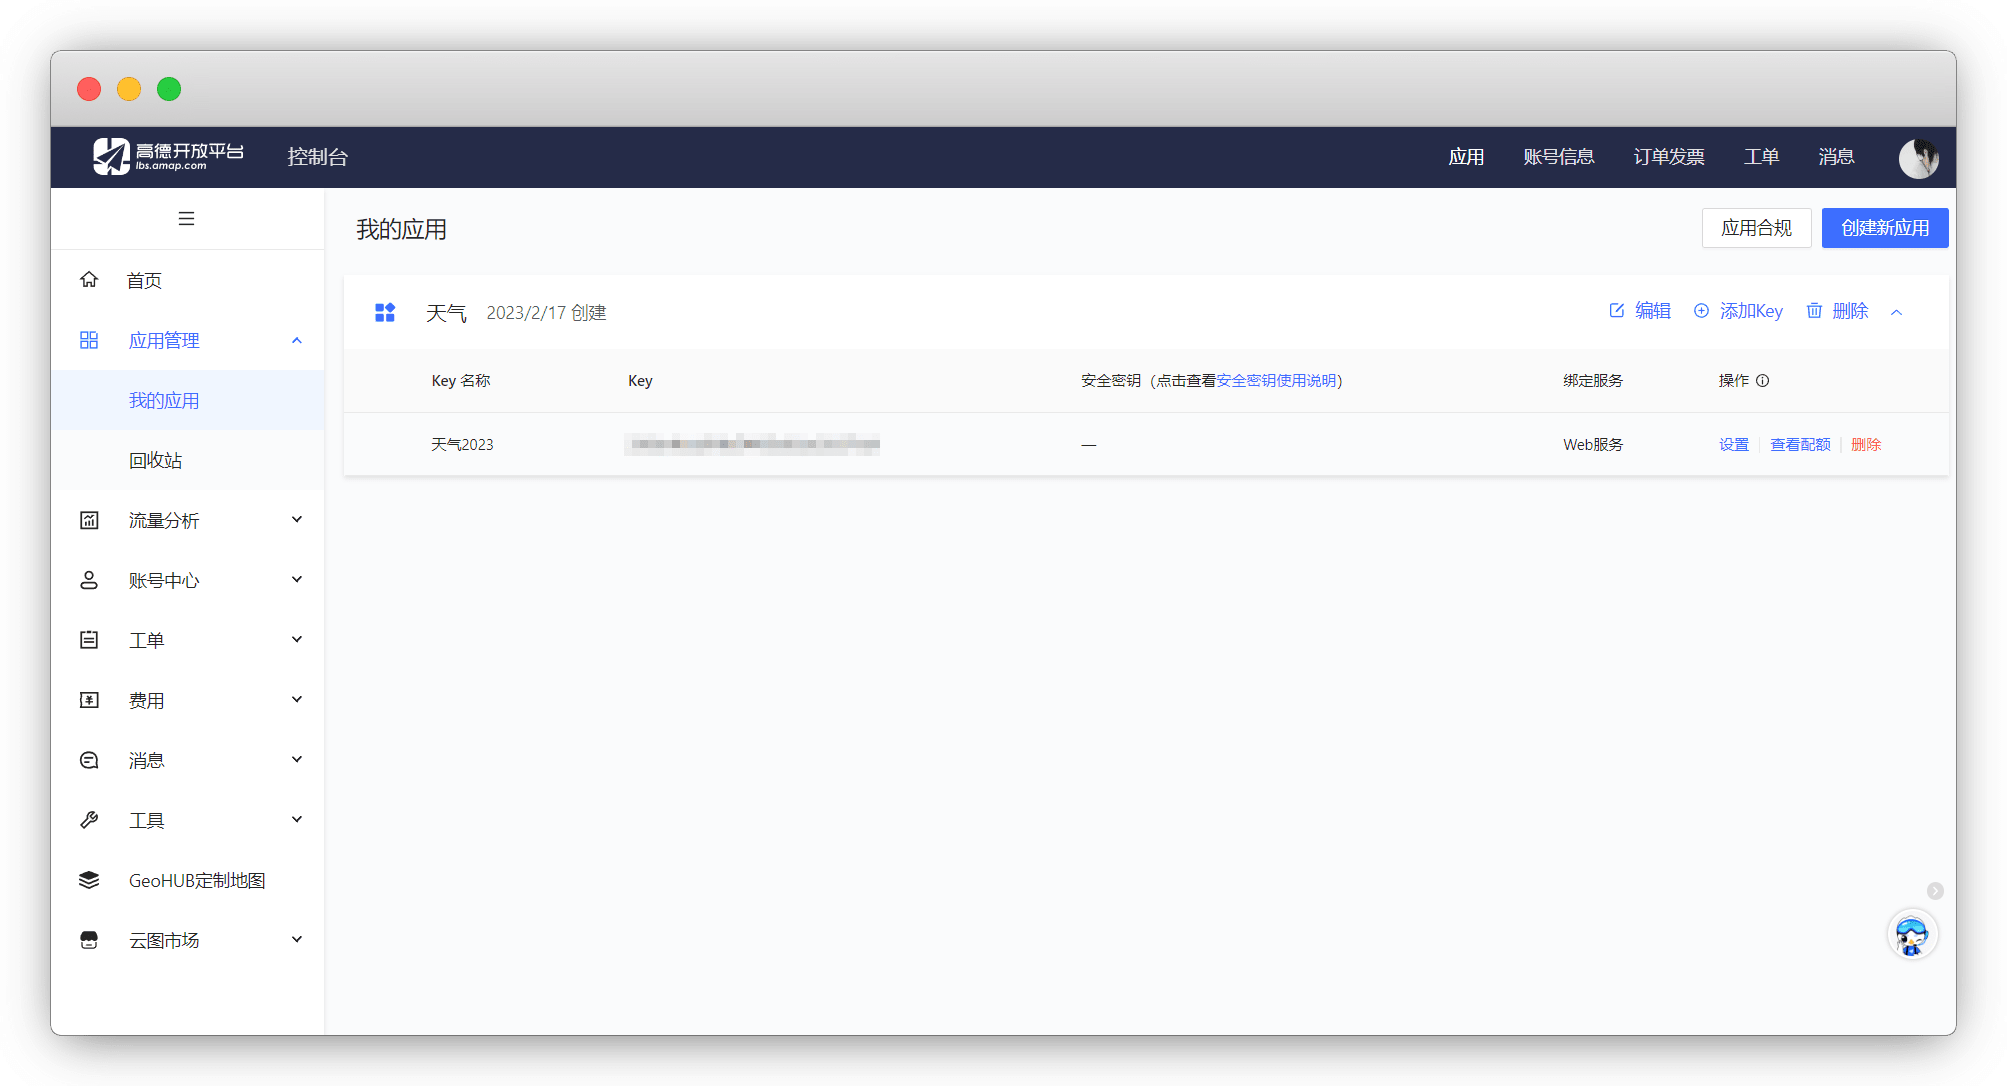 高德开放平台
lbs.amap.com
控制台
应用 账号信息 订单发票 工单 消息
首页
应用管理
我的应用
回收站
流量分析
账号中心
工单
费用
消息
工具
GeoHUB定制地图
云图市场
我的应用
应用合规 创建新应用
天气 2023/2/17 创建
编辑 添加Key 删除
Key 名称 Key 安全密钥（点击查看安全密钥使用说明） 绑定服务 操作
天气2023 — Web服务 设置 查看配额 删除